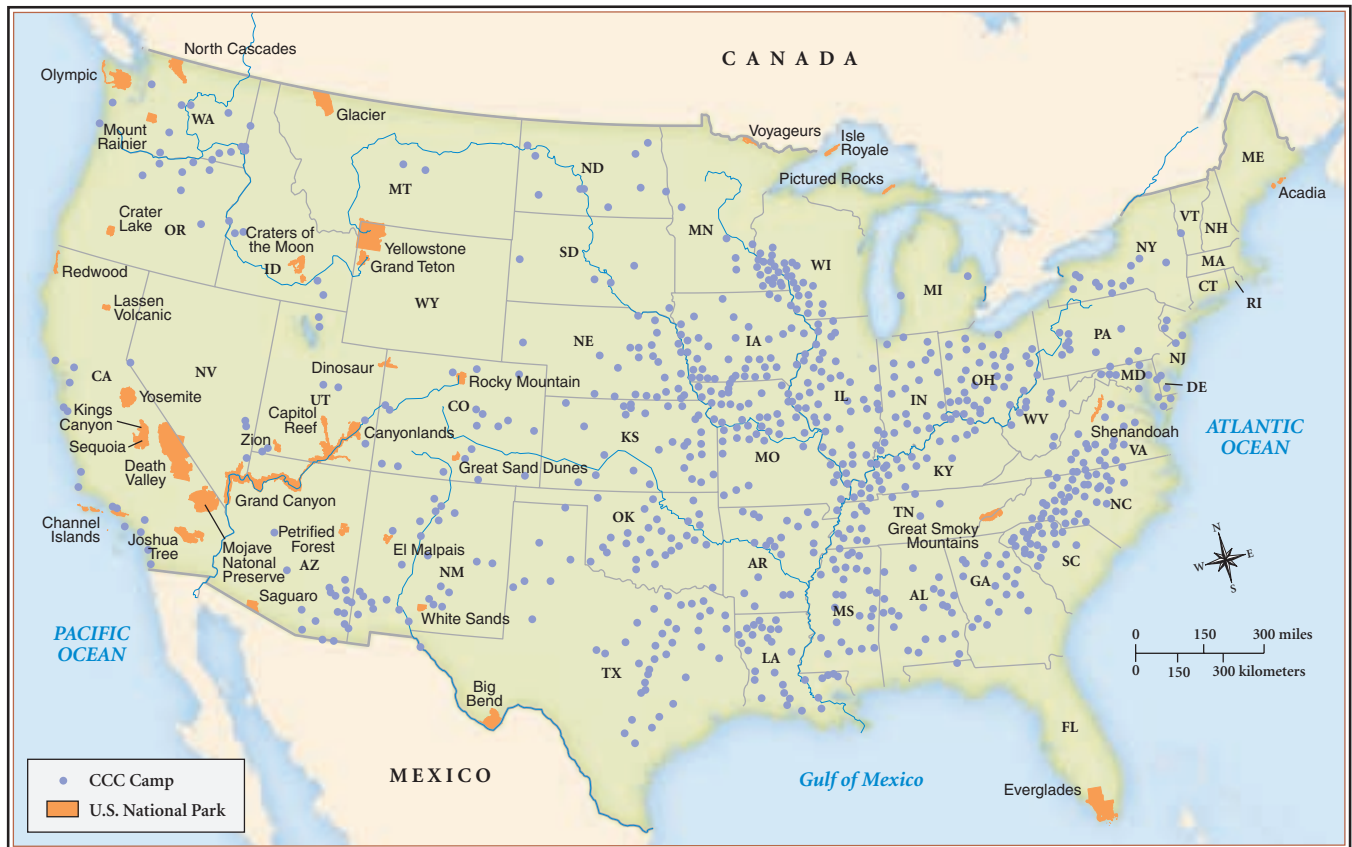 CANADA
North Cascades
Olympic
WA
Mount
Rainier
Glacier
MT
ND
Voyageurs
Isle
Royale
Pictured Rocks
ME
Acadia
VT
NH
NY
MA
CT
RI
Crater
Lake
OR
Craters of
the Moon
ID
Yellowstone
Grand Teton
SD
MN
WI
MI
Redwood
Lassen
Volcanic
WY
NE
IA
PA
NJ
MD
DE
CA
NV
Yosemite
Dinosaur
UT
Rocky Mountain
CO
IL
IN
OH
WV
Kings
Canyon
Sequoia
Death
Valley
Zion
Capitol
Reef
Canyonlands
KS
MO
KY
Shenandoah
VA
ATLANTIC
OCEAN
Great Sand Dunes
Grand Canyon
Channel
Islands
Joshua
Tree
Mojave
Natonal
Preserve
Petrified
Forest
AZ
El Malpais
NM
OK
AR
TN
Great Smoky
Mountains
NC
SC
N
W
E
S
Saguaro
White Sands
MS
AL
GA
PACIFIC
OCEAN
TX
LA
0 150 300 miles
0 150 300 kilometers
Big
Bend
FL
MEXICO
Gulf of Mexico
Everglades
CCC Camp
U.S. National Park